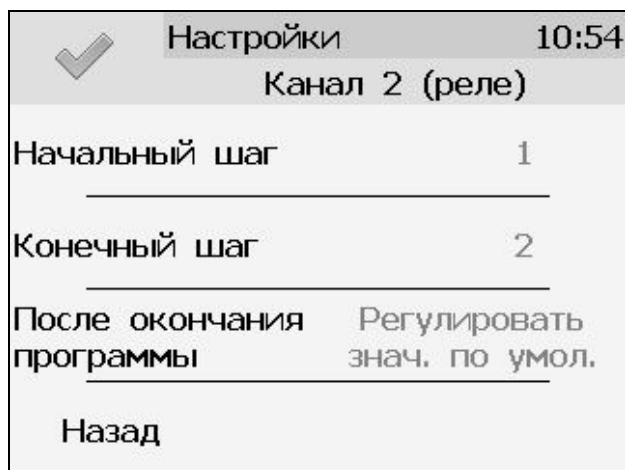 Настройки 10:54
Канал 2 (реле)
Начальный шаг 1
Конечный шаг 2
После окончания Регулировать
программы знач. по умол.
Назад